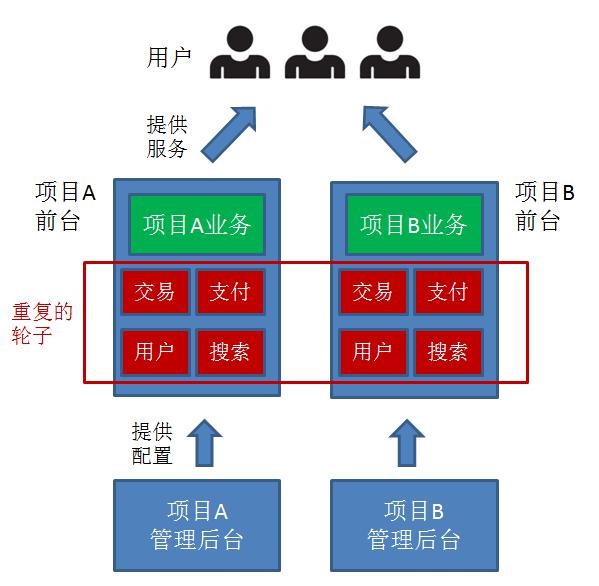 用户
提供
服务
项目A
前台
项目B
前台
项目A业务
项目B业务
重复的
轮子
交易
支付
交易
支付
用户
搜索
用户
搜索
提供
配置
项目A
管理后台
项目B
管理后台